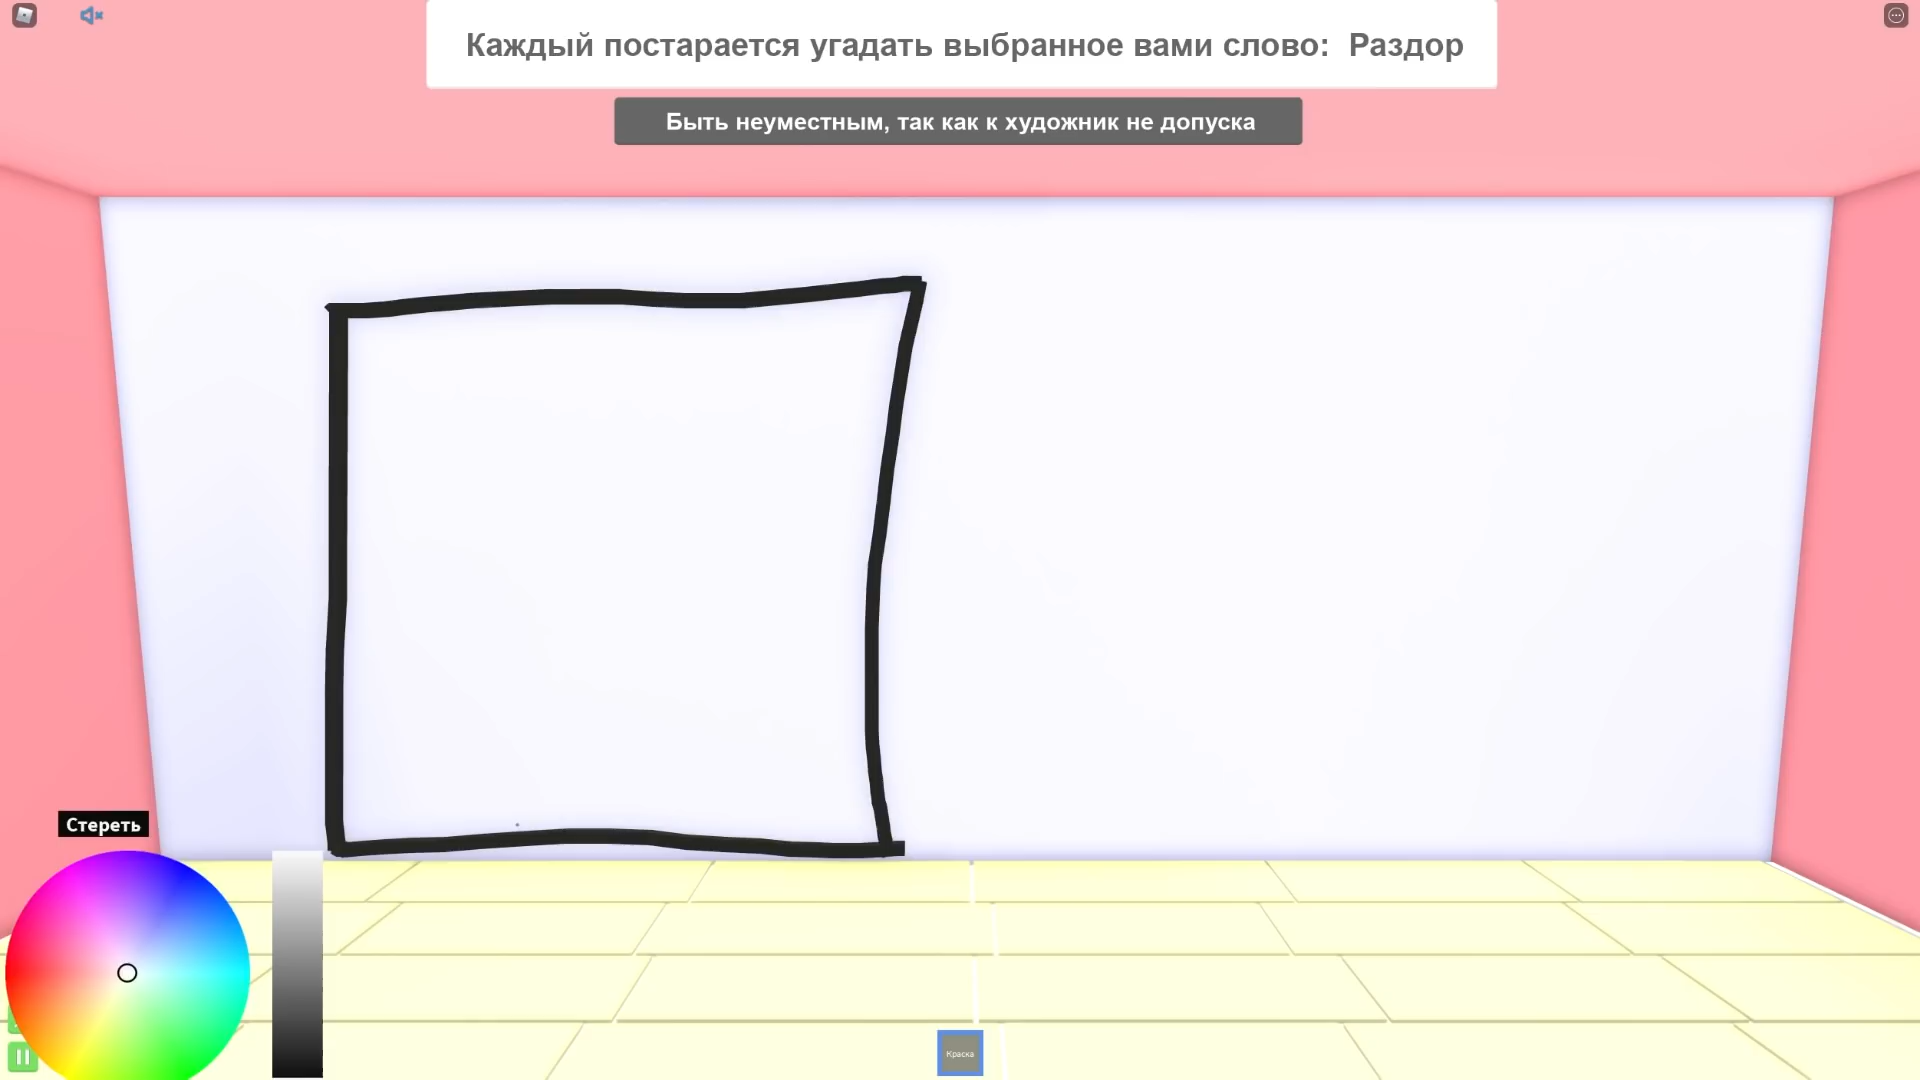 Каждый постарается угадать выбранное вами слово: Раздор
Быть неуместным, так как к художник не допуска
Стереть
Краска